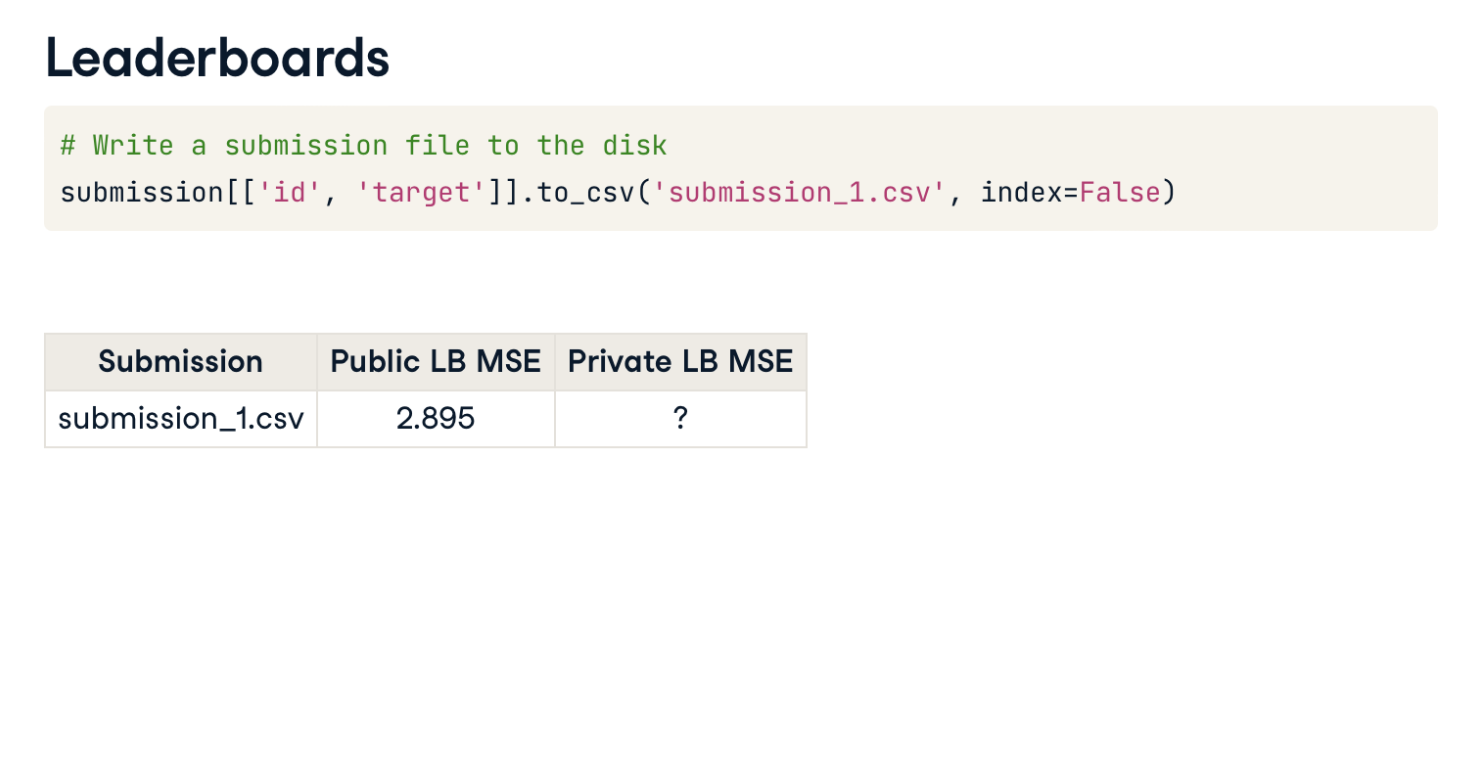 Leaderboards
# Write a submission file to the disk
submission[['id', 'target']].to_csv('submission_1.csv', index=False)
Submission Public LB MSE Private LB MSE
submission_1.csv 2.895 ?